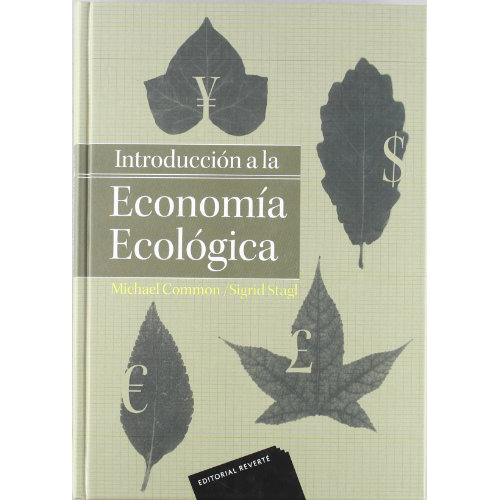 ¥
$
Introducción a la
Economía
Ecológica
Michael Common/Sigrid Stagl
€
£
EDITORIAL REVERTÉ